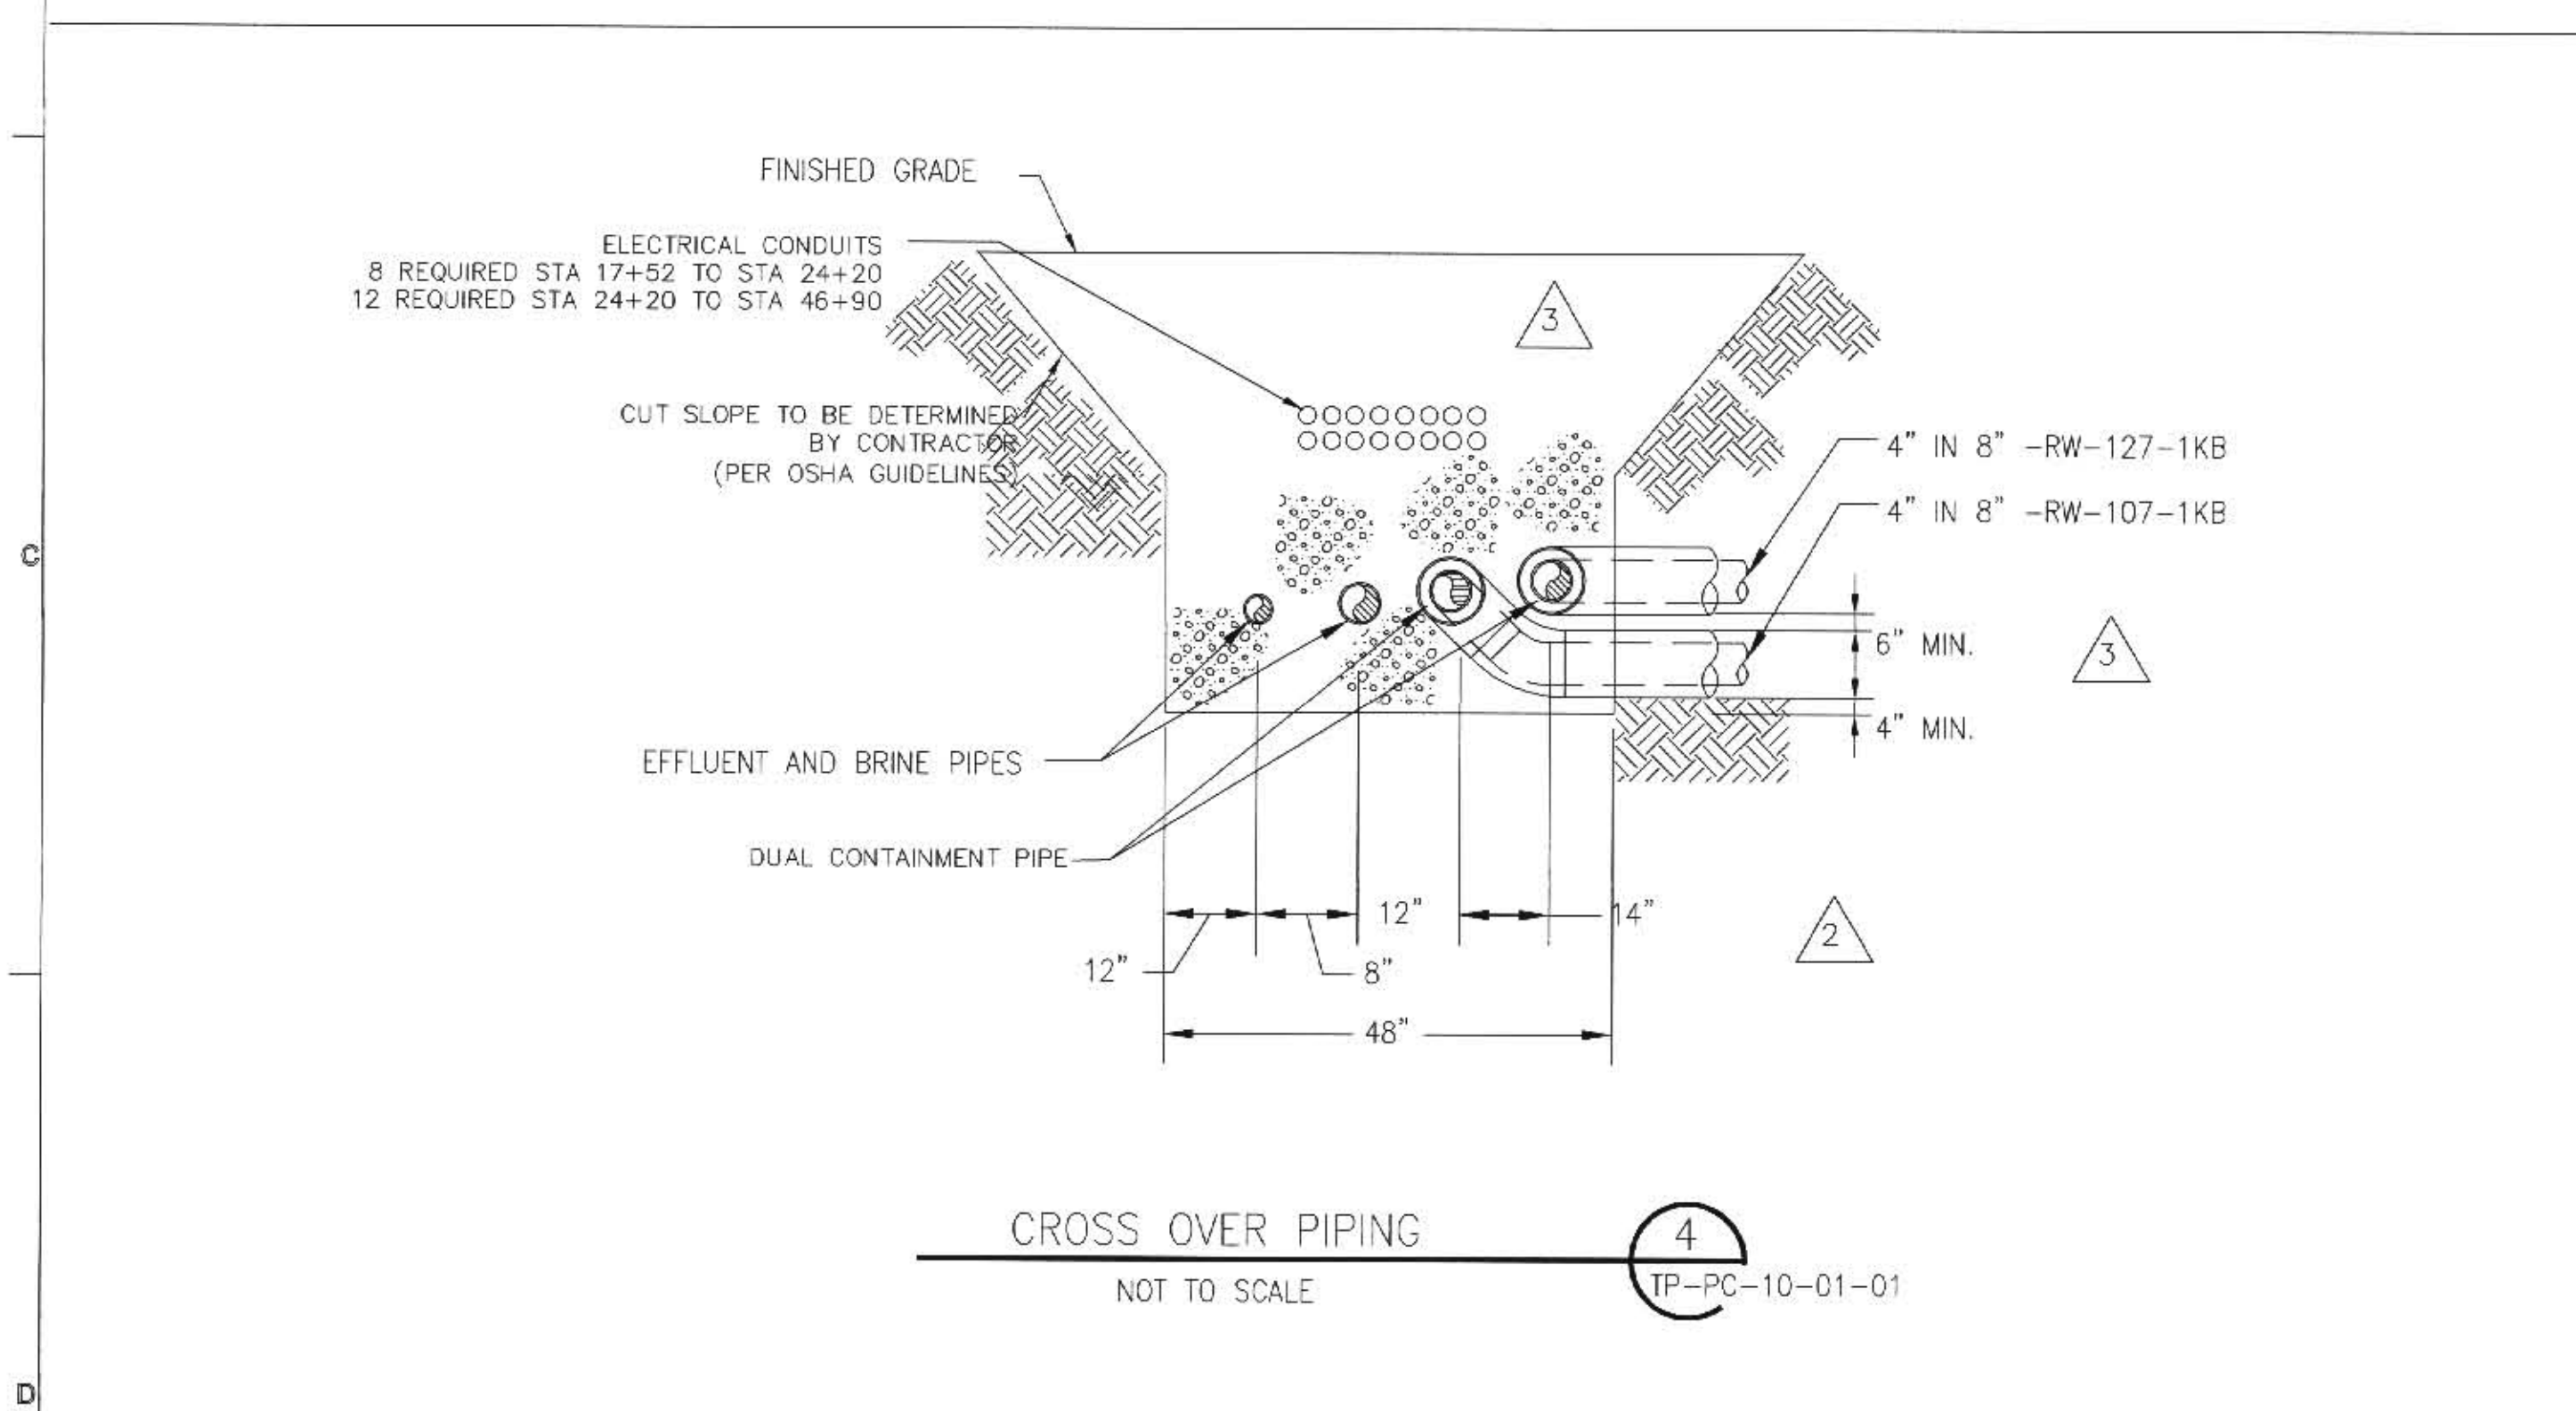 FINISHED GRADE
ELECTRICAL CONDUITS
8 REQUIRED STA 17+52 TO STA 24+20
12 REQUIRED STA 24+20 TO STA 46+90
3
CUT SLOPE TO BE DETERMINED
BY CONTRACTOR
(PER OSHA GUIDELINES)
4" IN 8" -RW-127-1KB
4" IN 8" -RW-107-1KB
C
6" MIN.
3
4" MIN.
EFFLUENT AND BRINE PIPES
DUAL CONTAINMENT PIPE
12"
14"
2
12"
8"
48"
CROSS OVER PIPING
4
NOT TO SCALE
TP-PC-10-01-01
D